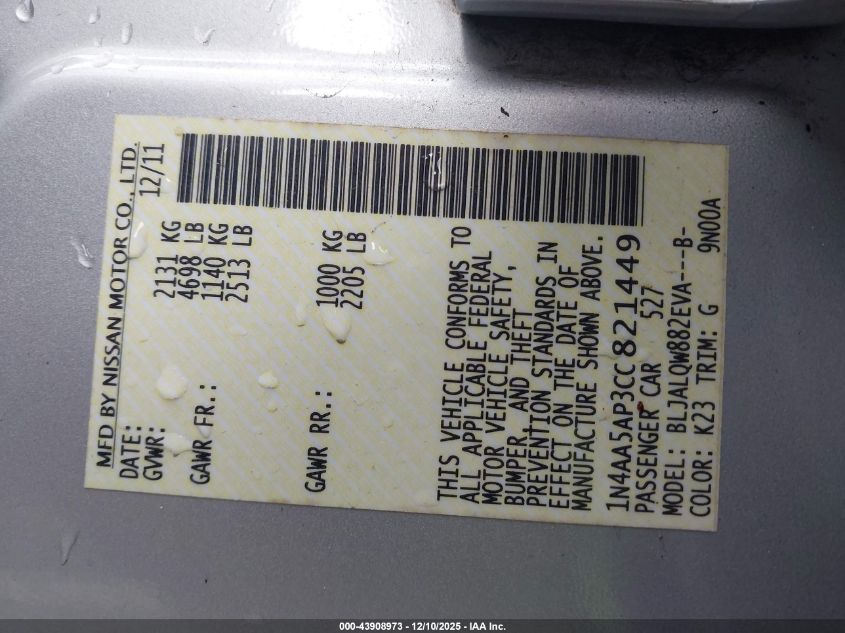 MFD BY NISSAN MOTOR CO., LTD.
DATE: 12/11
GVWR: 2131 KG
4698 LB
GAWR FR.: 1140 KG
2513 LB
GAWR RR.: 1000 KG
2205 LB
THIS VEHICLE CONFORMS TO
ALL APPLICABLE FEDERAL
MOTOR VEHICLE SAFETY,
BUMPER, AND THEFT
PREVENTION STANDARDS IN
EFFECT ON THE DATE OF
MANUFACTURE SHOWN ABOVE.
1N4AA5AP3CC821449
PASSENGER CAR 527
MODEL: BLJALQW882EVA---B-
COLOR: K23 TRIM: G 9N00A
000-43908973 - 12/10/2025 - IAA Inc.